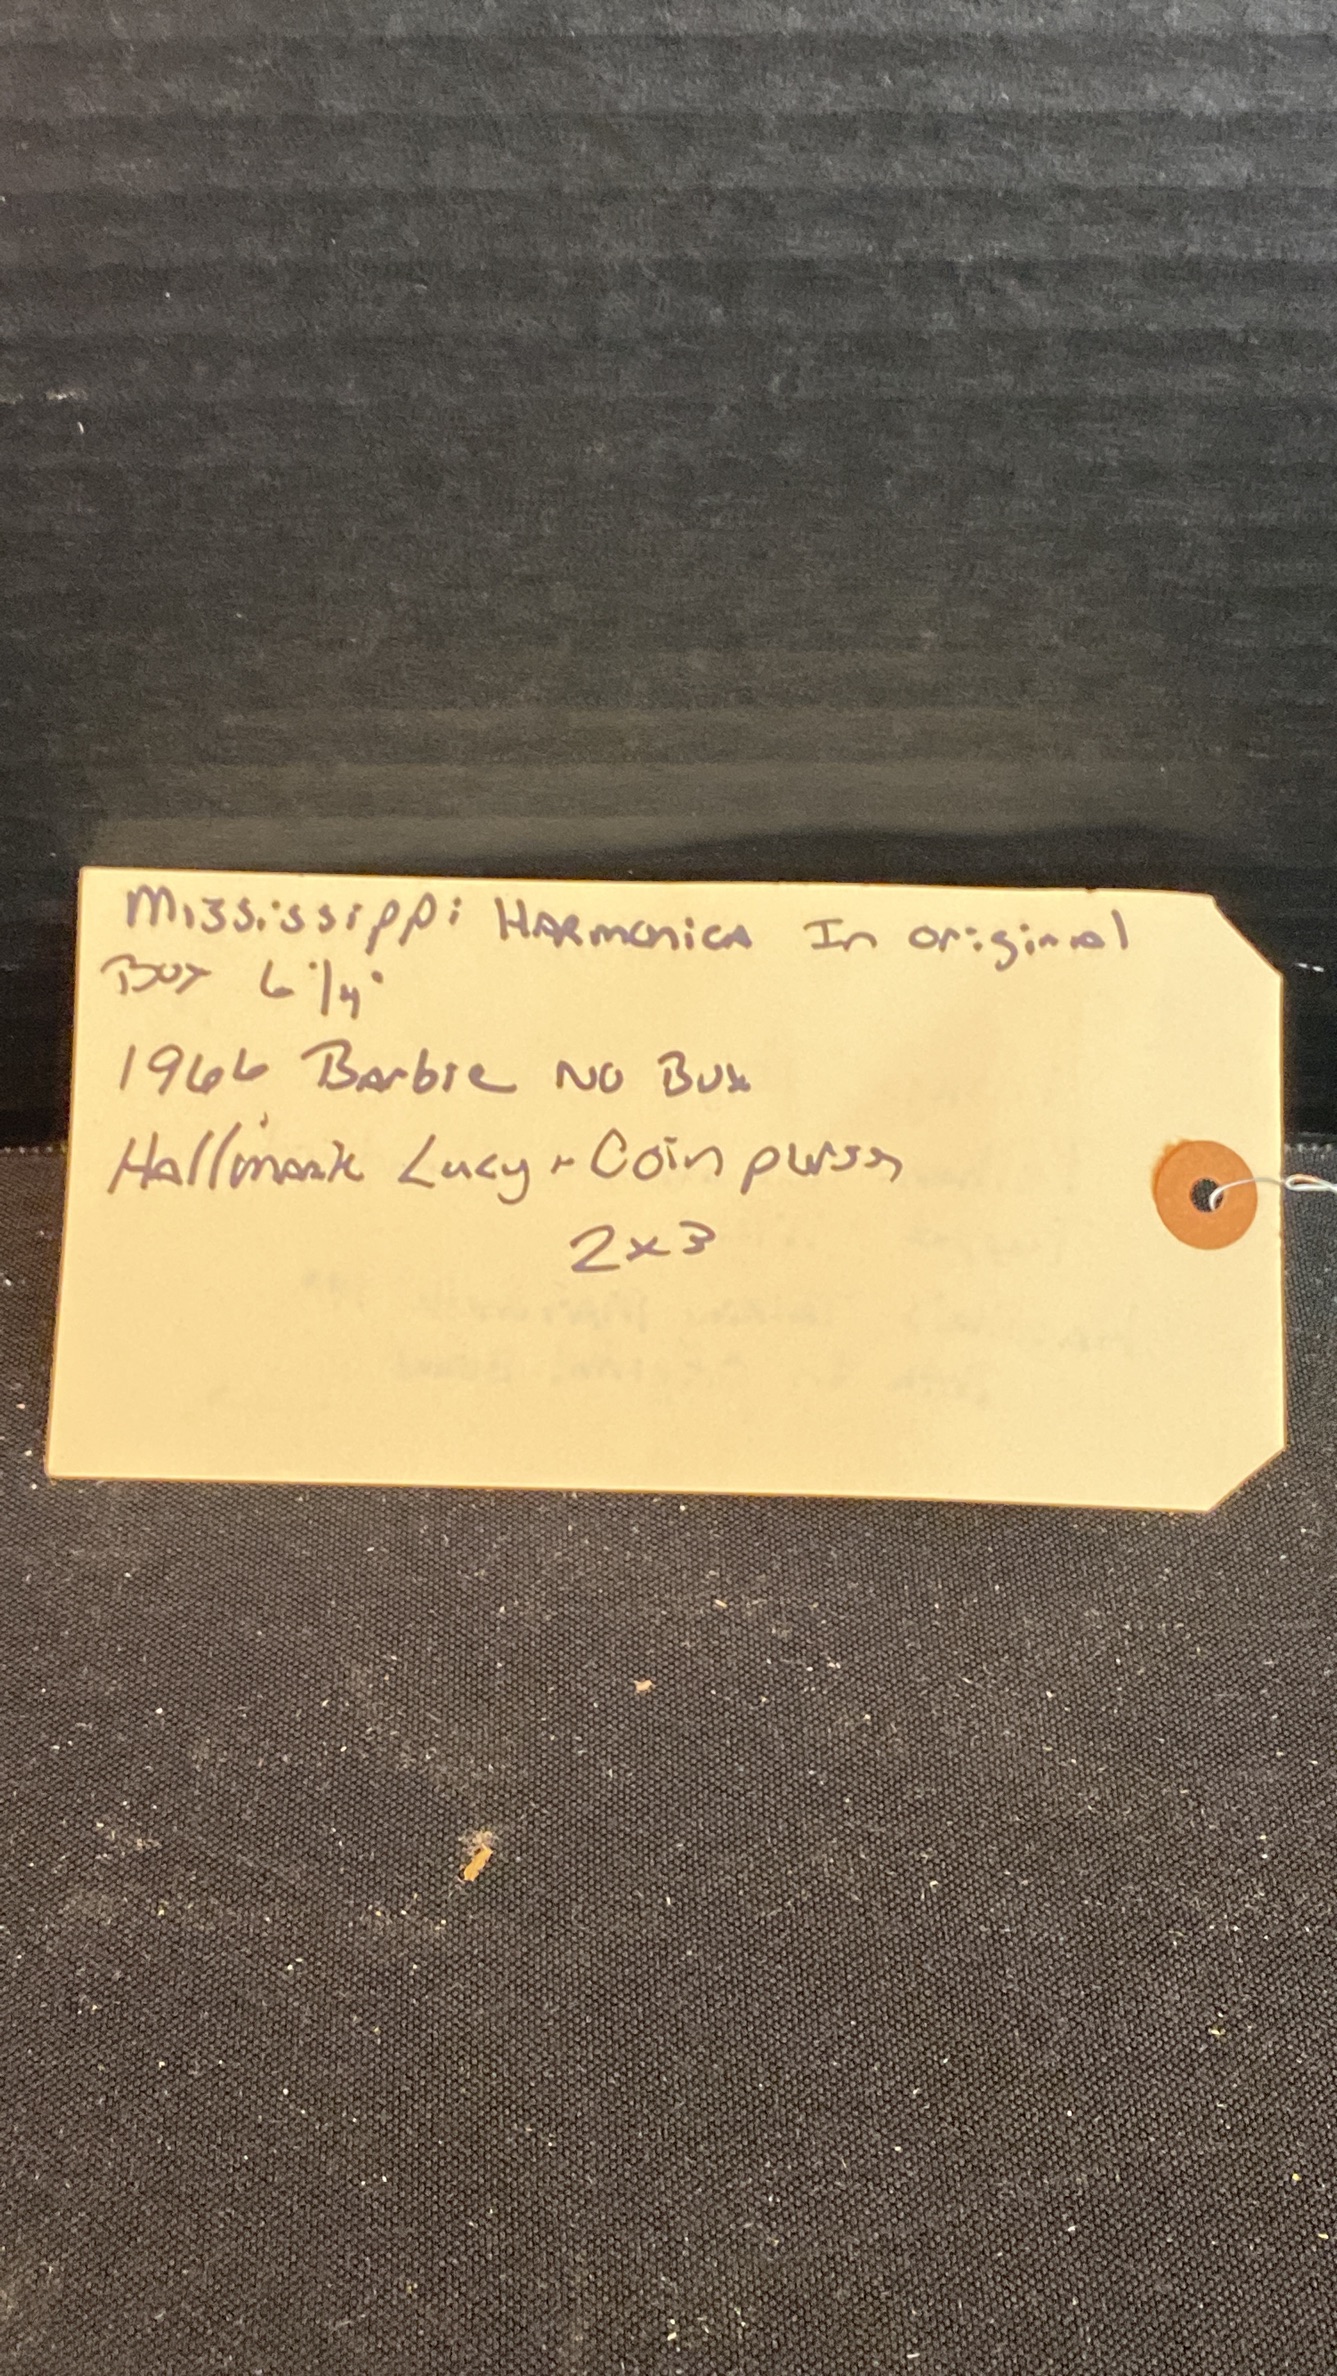 Mississippi Harmonica In original
Box 6 1/4"
1966 Barbie No Box
Hallmark Lucy + Coin purse
2x3